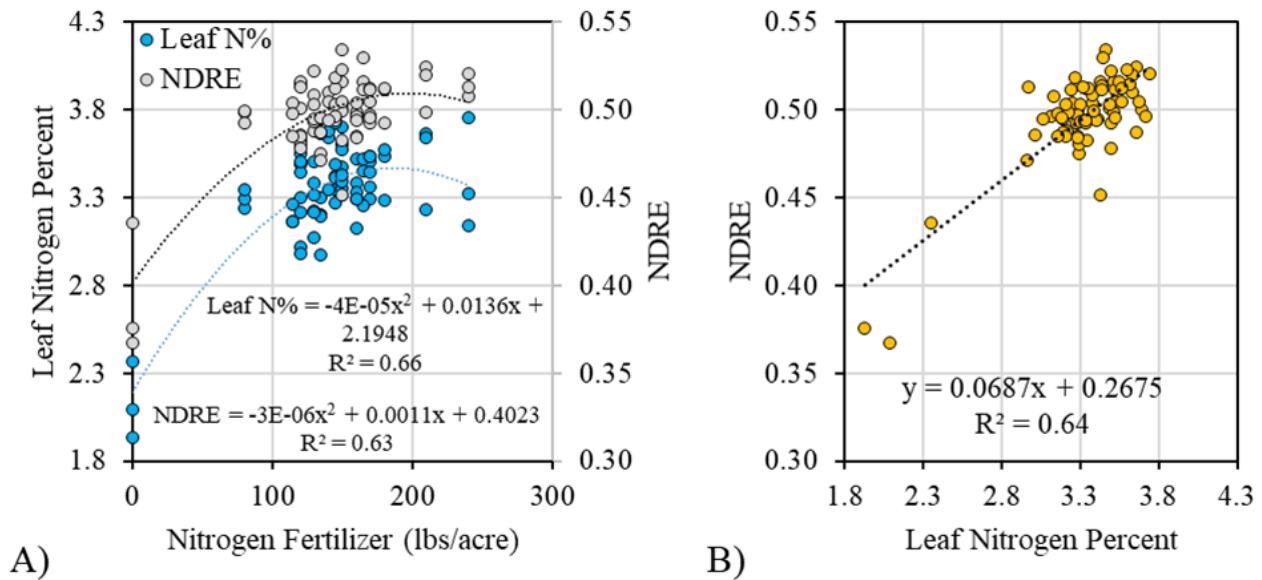 4.3
3.8
3.3
2.8
2.3
1.8
Leaf Nitrogen Percent
Leaf N%
NDRE
Leaf N% = -4E-05x² + 0.0136x +
2.1948
R² = 0.66
NDRE = -3E-06x² + 0.0011x + 0.4023
R² = 0.63
0 100 200 300
Nitrogen Fertilizer (lbs/acre)
0.55
0.50
0.45
0.40
0.35
0.30
NDRE
A)
0.55
0.50
0.45
0.40
0.35
0.30
NDRE
y = 0.0687x + 0.2675
R² = 0.64
1.8 2.3 2.8 3.3 3.8 4.3
Leaf Nitrogen Percent
B)